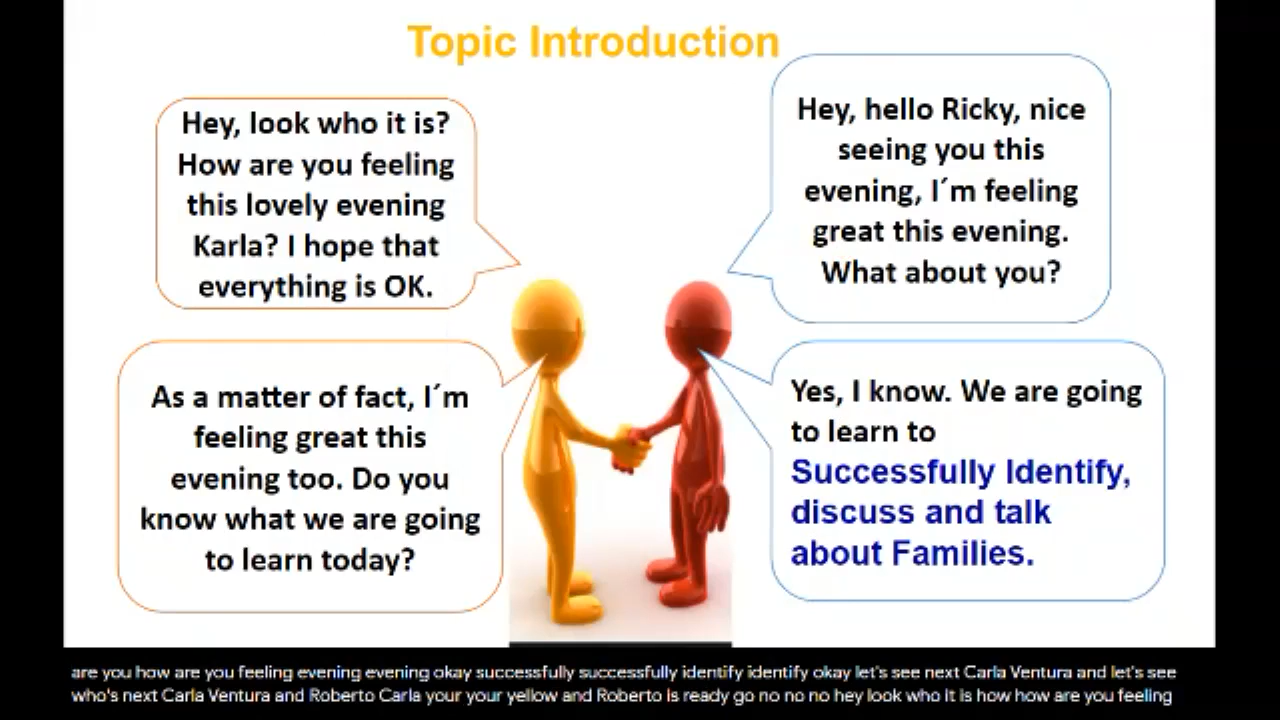 Topic Introduction
Hey, look who it is?
How are you feeling
this lovely evening
Karla? I hope that
everything is OK.
Hey, hello Ricky, nice
seeing you this
evening, I´m feeling
great this evening.
What about you?
As a matter of fact, I´m
feeling great this
evening too. Do you
know what we are going
to learn today?
Yes, I know. We are going
to learn to
Successfully Identify,
discuss and talk
about Families.
are you how are you feeling evening evening okay successfully successfully identify identify okay let's see next Carla Ventura and let's see
who's next Carla Ventura and Roberto Carla your your yellow and Roberto is ready go no no no hey look who it is how how are you feeling